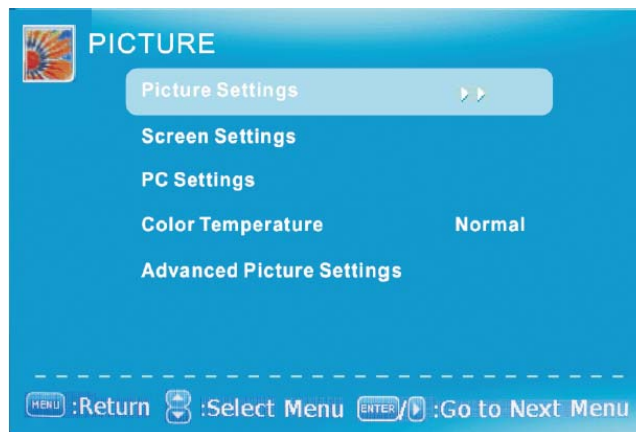 PICTURE
Picture Settings
Screen Settings
PC Settings
Color Temperature Normal
Advanced Picture Settings
MENU :Return :Select Menu ENTER/ :Go to Next Menu